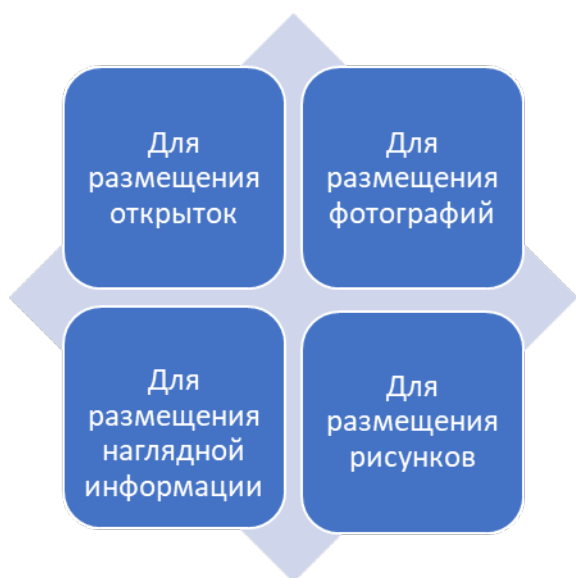 Для
размещения
открыток
Для
размещения
фотографий
Для
размещения
наглядной
информации
Для
размещения
рисунков